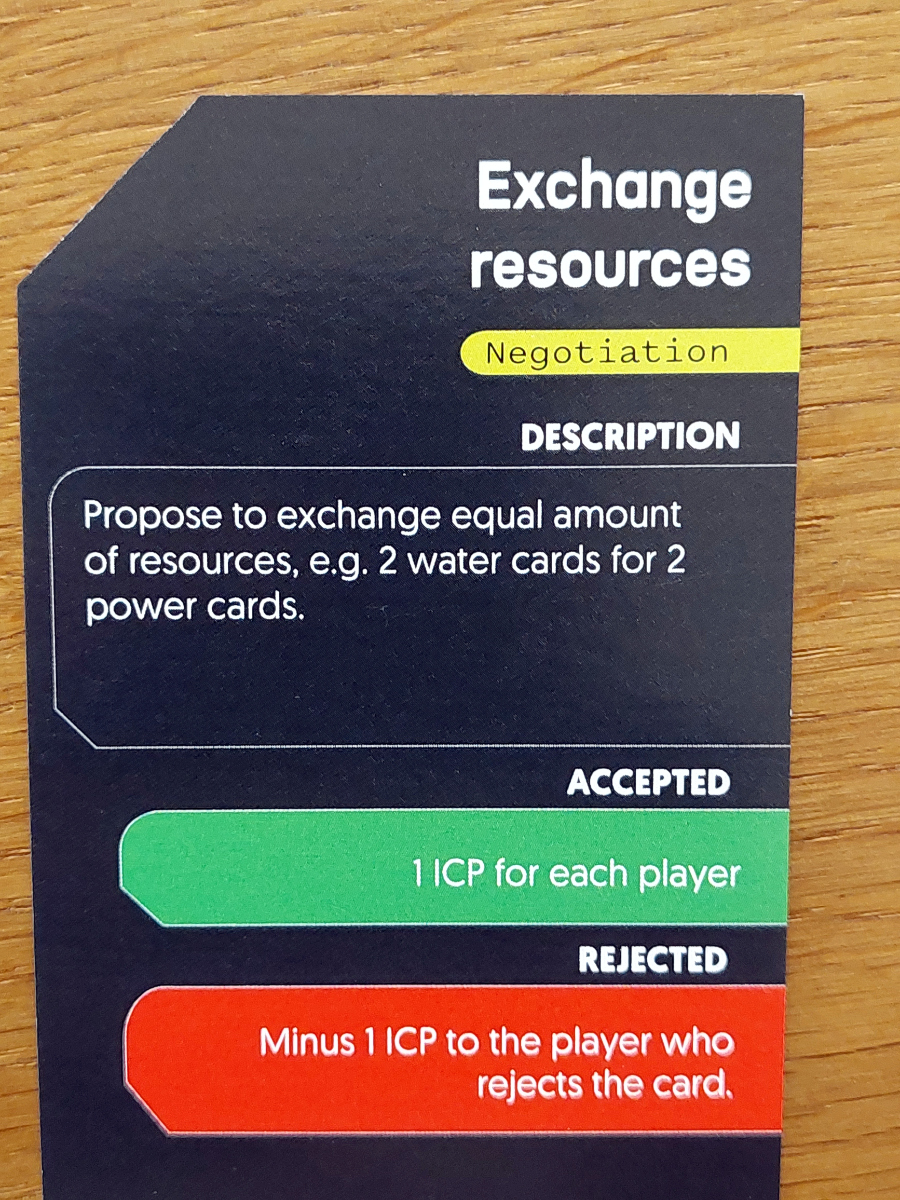 Exchange
resources
Negotiation
DESCRIPTION
Propose to exchange equal amount
of resources, e.g. 2 water cards for 2
power cards.
ACCEPTED
1 ICP for each player
REJECTED
Minus 1 ICP to the player who
rejects the card.